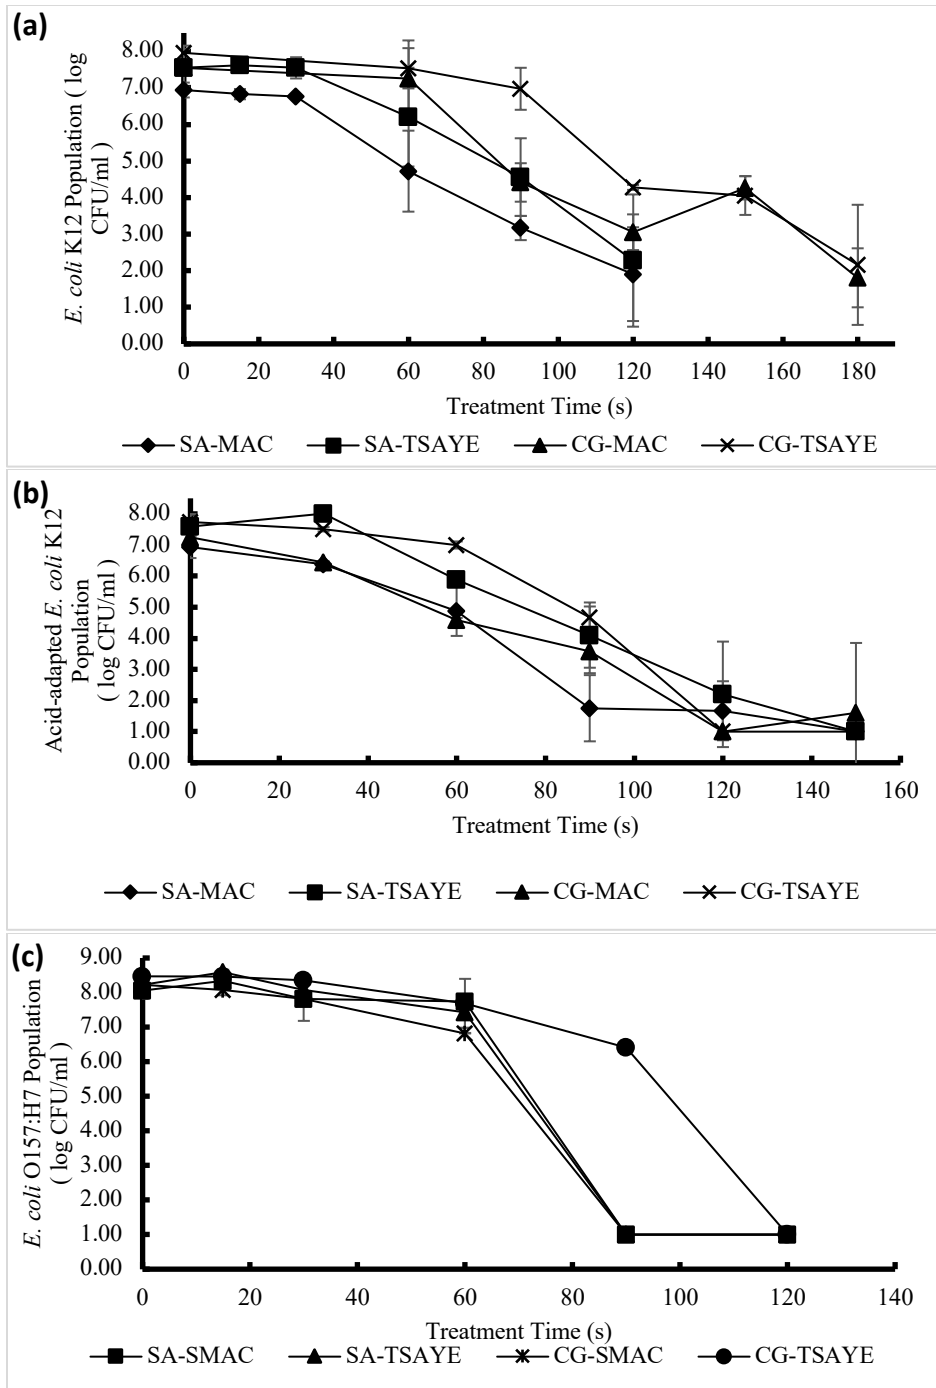 (a)
E. coli K12 Population ( log
CFU/ml )
8.00
7.00
6.00
5.00
4.00
3.00
2.00
1.00
0.00
0 20 40 60 80 100 120 140 160 180
Treatment Time (s)
SA-MAC SA-TSAYE CG-MAC CG-TSAYE
(b)
Acid-adapted E. coli K12
Population
( log CFU/ml )
8.00
7.00
6.00
5.00
4.00
3.00
2.00
1.00
0.00
0 20 40 60 80 100 120 140 160
Treatment Time (s)
SA-MAC SA-TSAYE CG-MAC CG-TSAYE
(c)
E. coli O157:H7 Population
( log CFU/ml )
9.00
8.00
7.00
6.00
5.00
4.00
3.00
2.00
1.00
0.00
0 20 40 60 80 100 120 140
Treatment Time (s)
SA-SMAC SA-TSAYE CG-SMAC CG-TSAYE